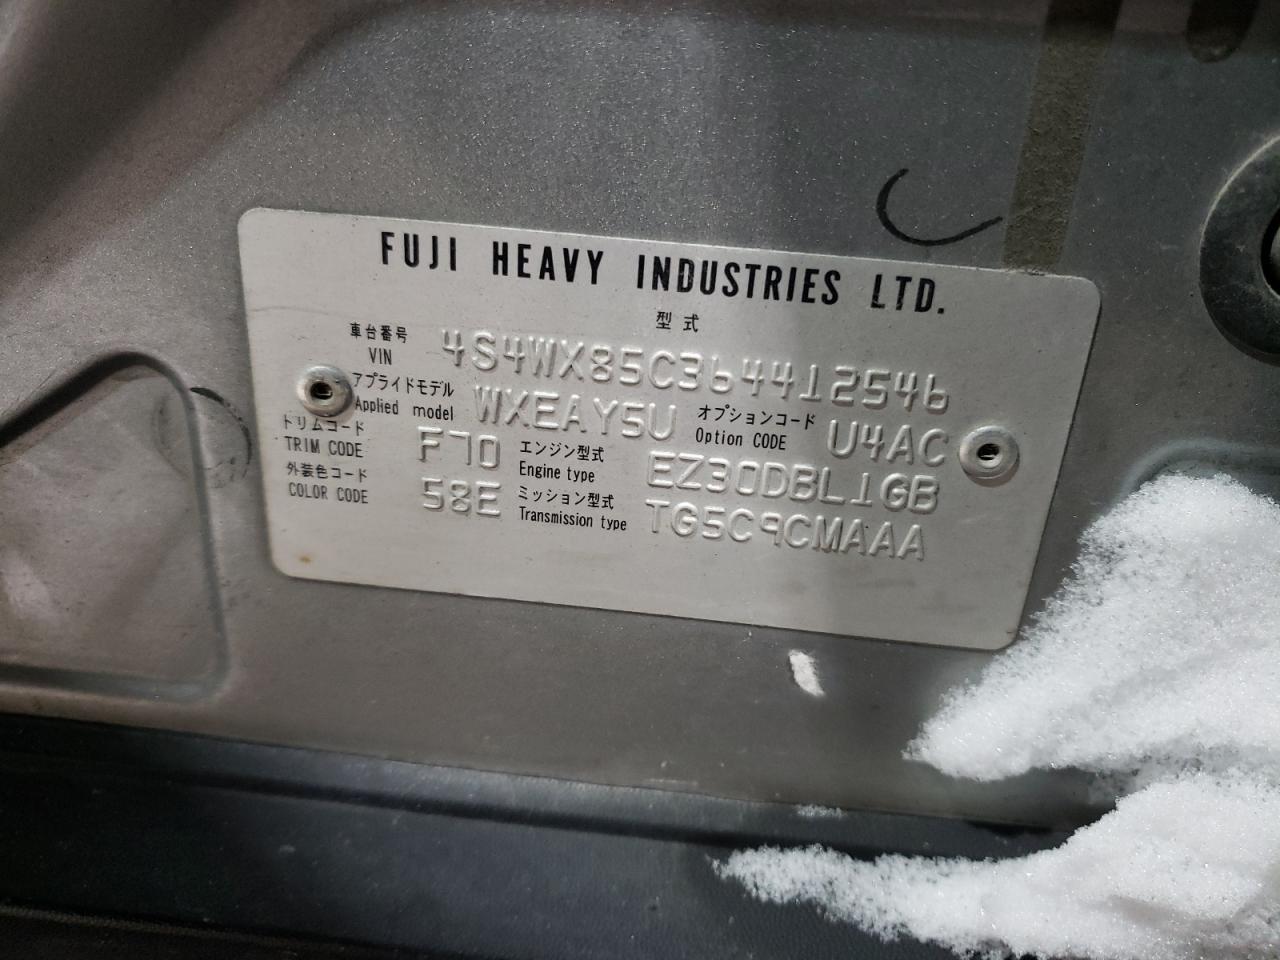 FUJI HEAVY INDUSTRIES LTD.
型式
車台番号
VIN 4S4WX85C364412546
アプライドモデル
Applied model WXEAY5U オプションコード
Option CODE U4AC
トリムコード
TRIM CODE F70 エンジン型式
Engine type EZ30DBL1GB
外装色コード
COLOR CODE 58E ミッション型式
Transmission type TG5C9CMAAA